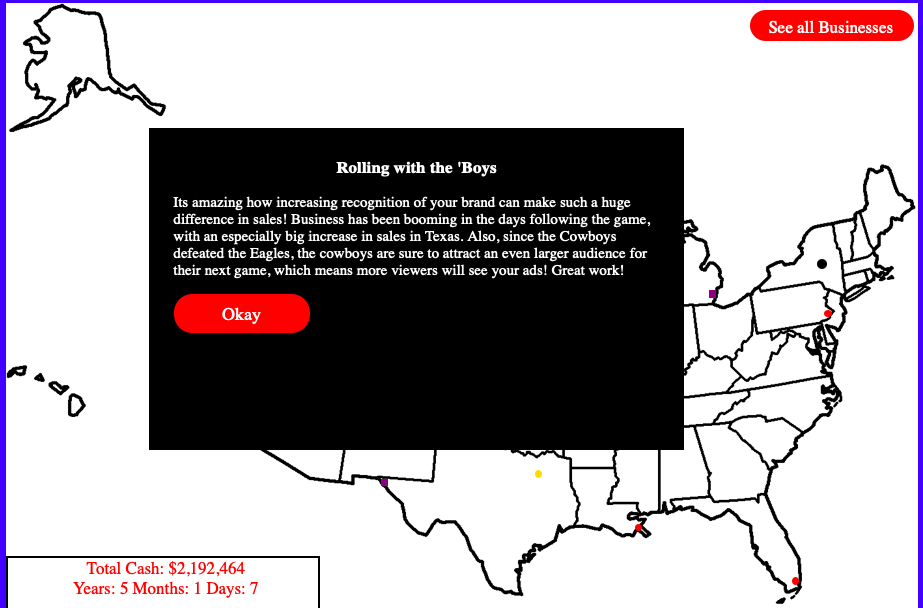 See all Businesses
Rolling with the 'Boys
Its amazing how increasing recognition of your brand can make such a huge
difference in sales! Business has been booming in the days following the game,
with an especially big increase in sales in Texas. Also, since the Cowboys
defeated the Eagles, the cowboys are sure to attract an even larger audience for
their next game, which means more viewers will see your ads! Great work!
Okay
Total Cash: $2,192,464
Years: 5 Months: 1 Days: 7